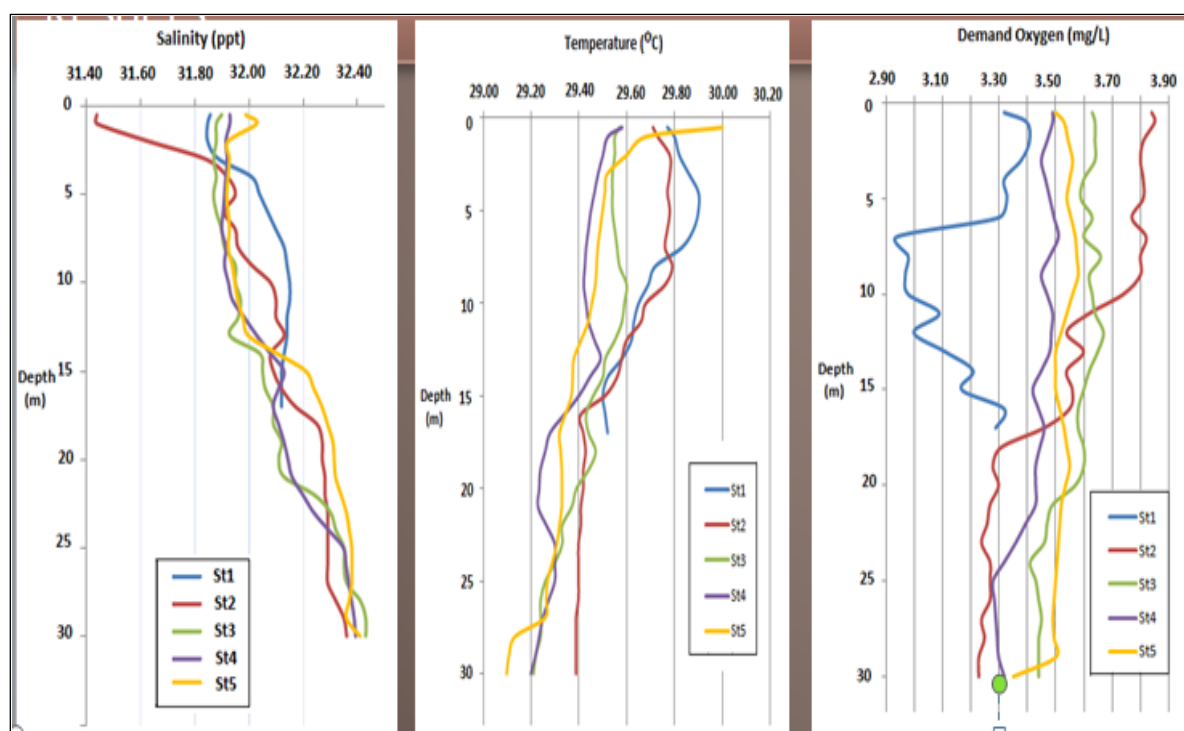 Salinity (ppt)
31.40 31.60 31.80 32.00 32.20 32.40
0
5
10
15
20
25
30
Depth
(m)
St1
St2
St3
St4
St5
Temperature (⁰C)
29.00 29.20 29.40 29.60 29.80 30.00 30.20
0
5
10
15
20
25
30
Depth
(m)
St1
St2
St3
St4
St5
Demand Oxygen (mg/L)
2.90 3.10 3.30 3.50 3.70 3.90
0
5
10
15
20
25
30
Depth
(m)
St1
St2
St3
St4
St5